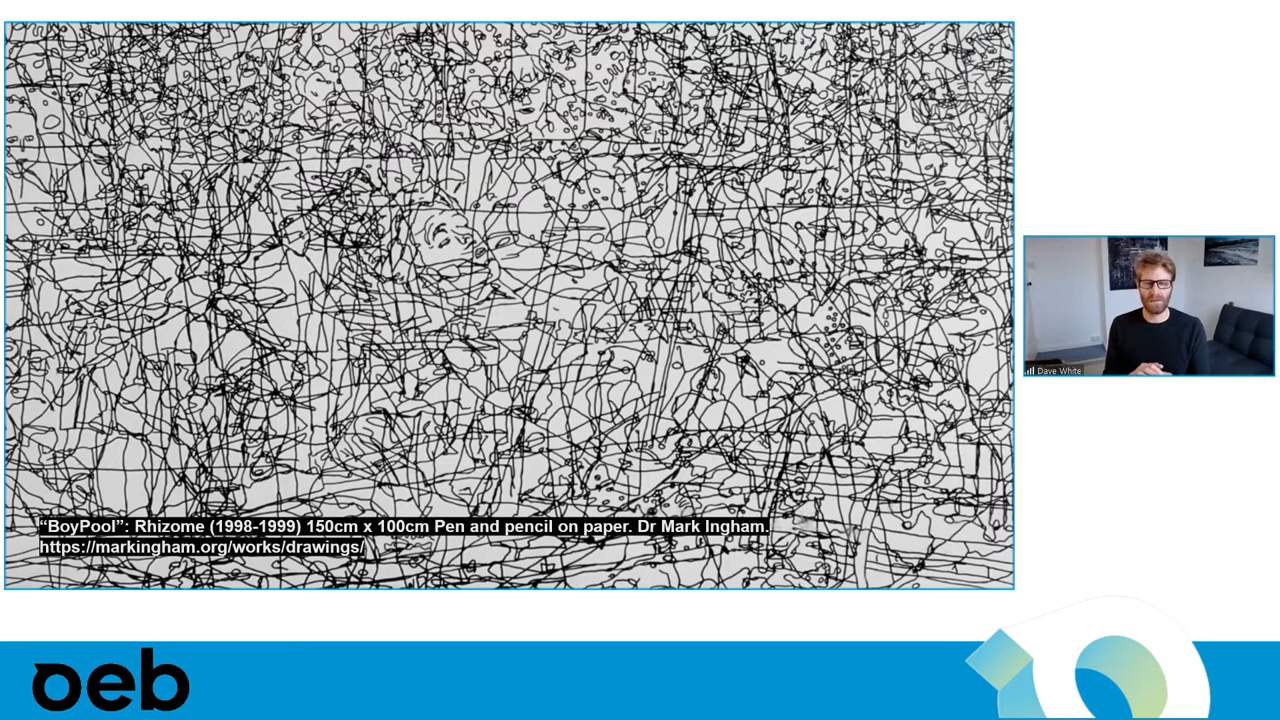 “BoyPool”: Rhizome (1998-1999) 150cm x 100cm Pen and pencil on paper. Dr Mark Ingham.
https://markingham.org/works/drawings/
Dave White
oeb